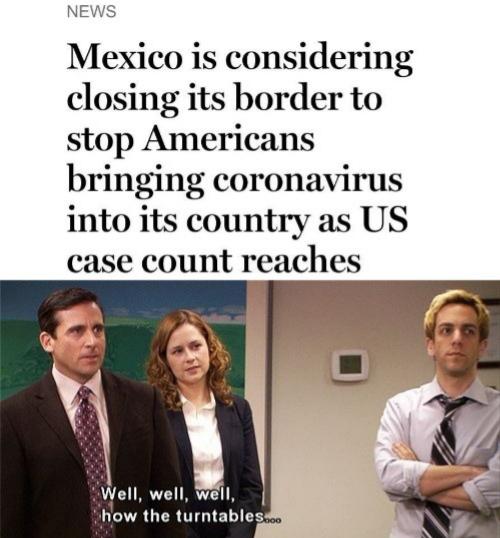 NEWS
Mexico is considering
closing its border to
stop Americans
bringing coronavirus
into its country as US
case count reaches
Well, well, well,
how the turntables...